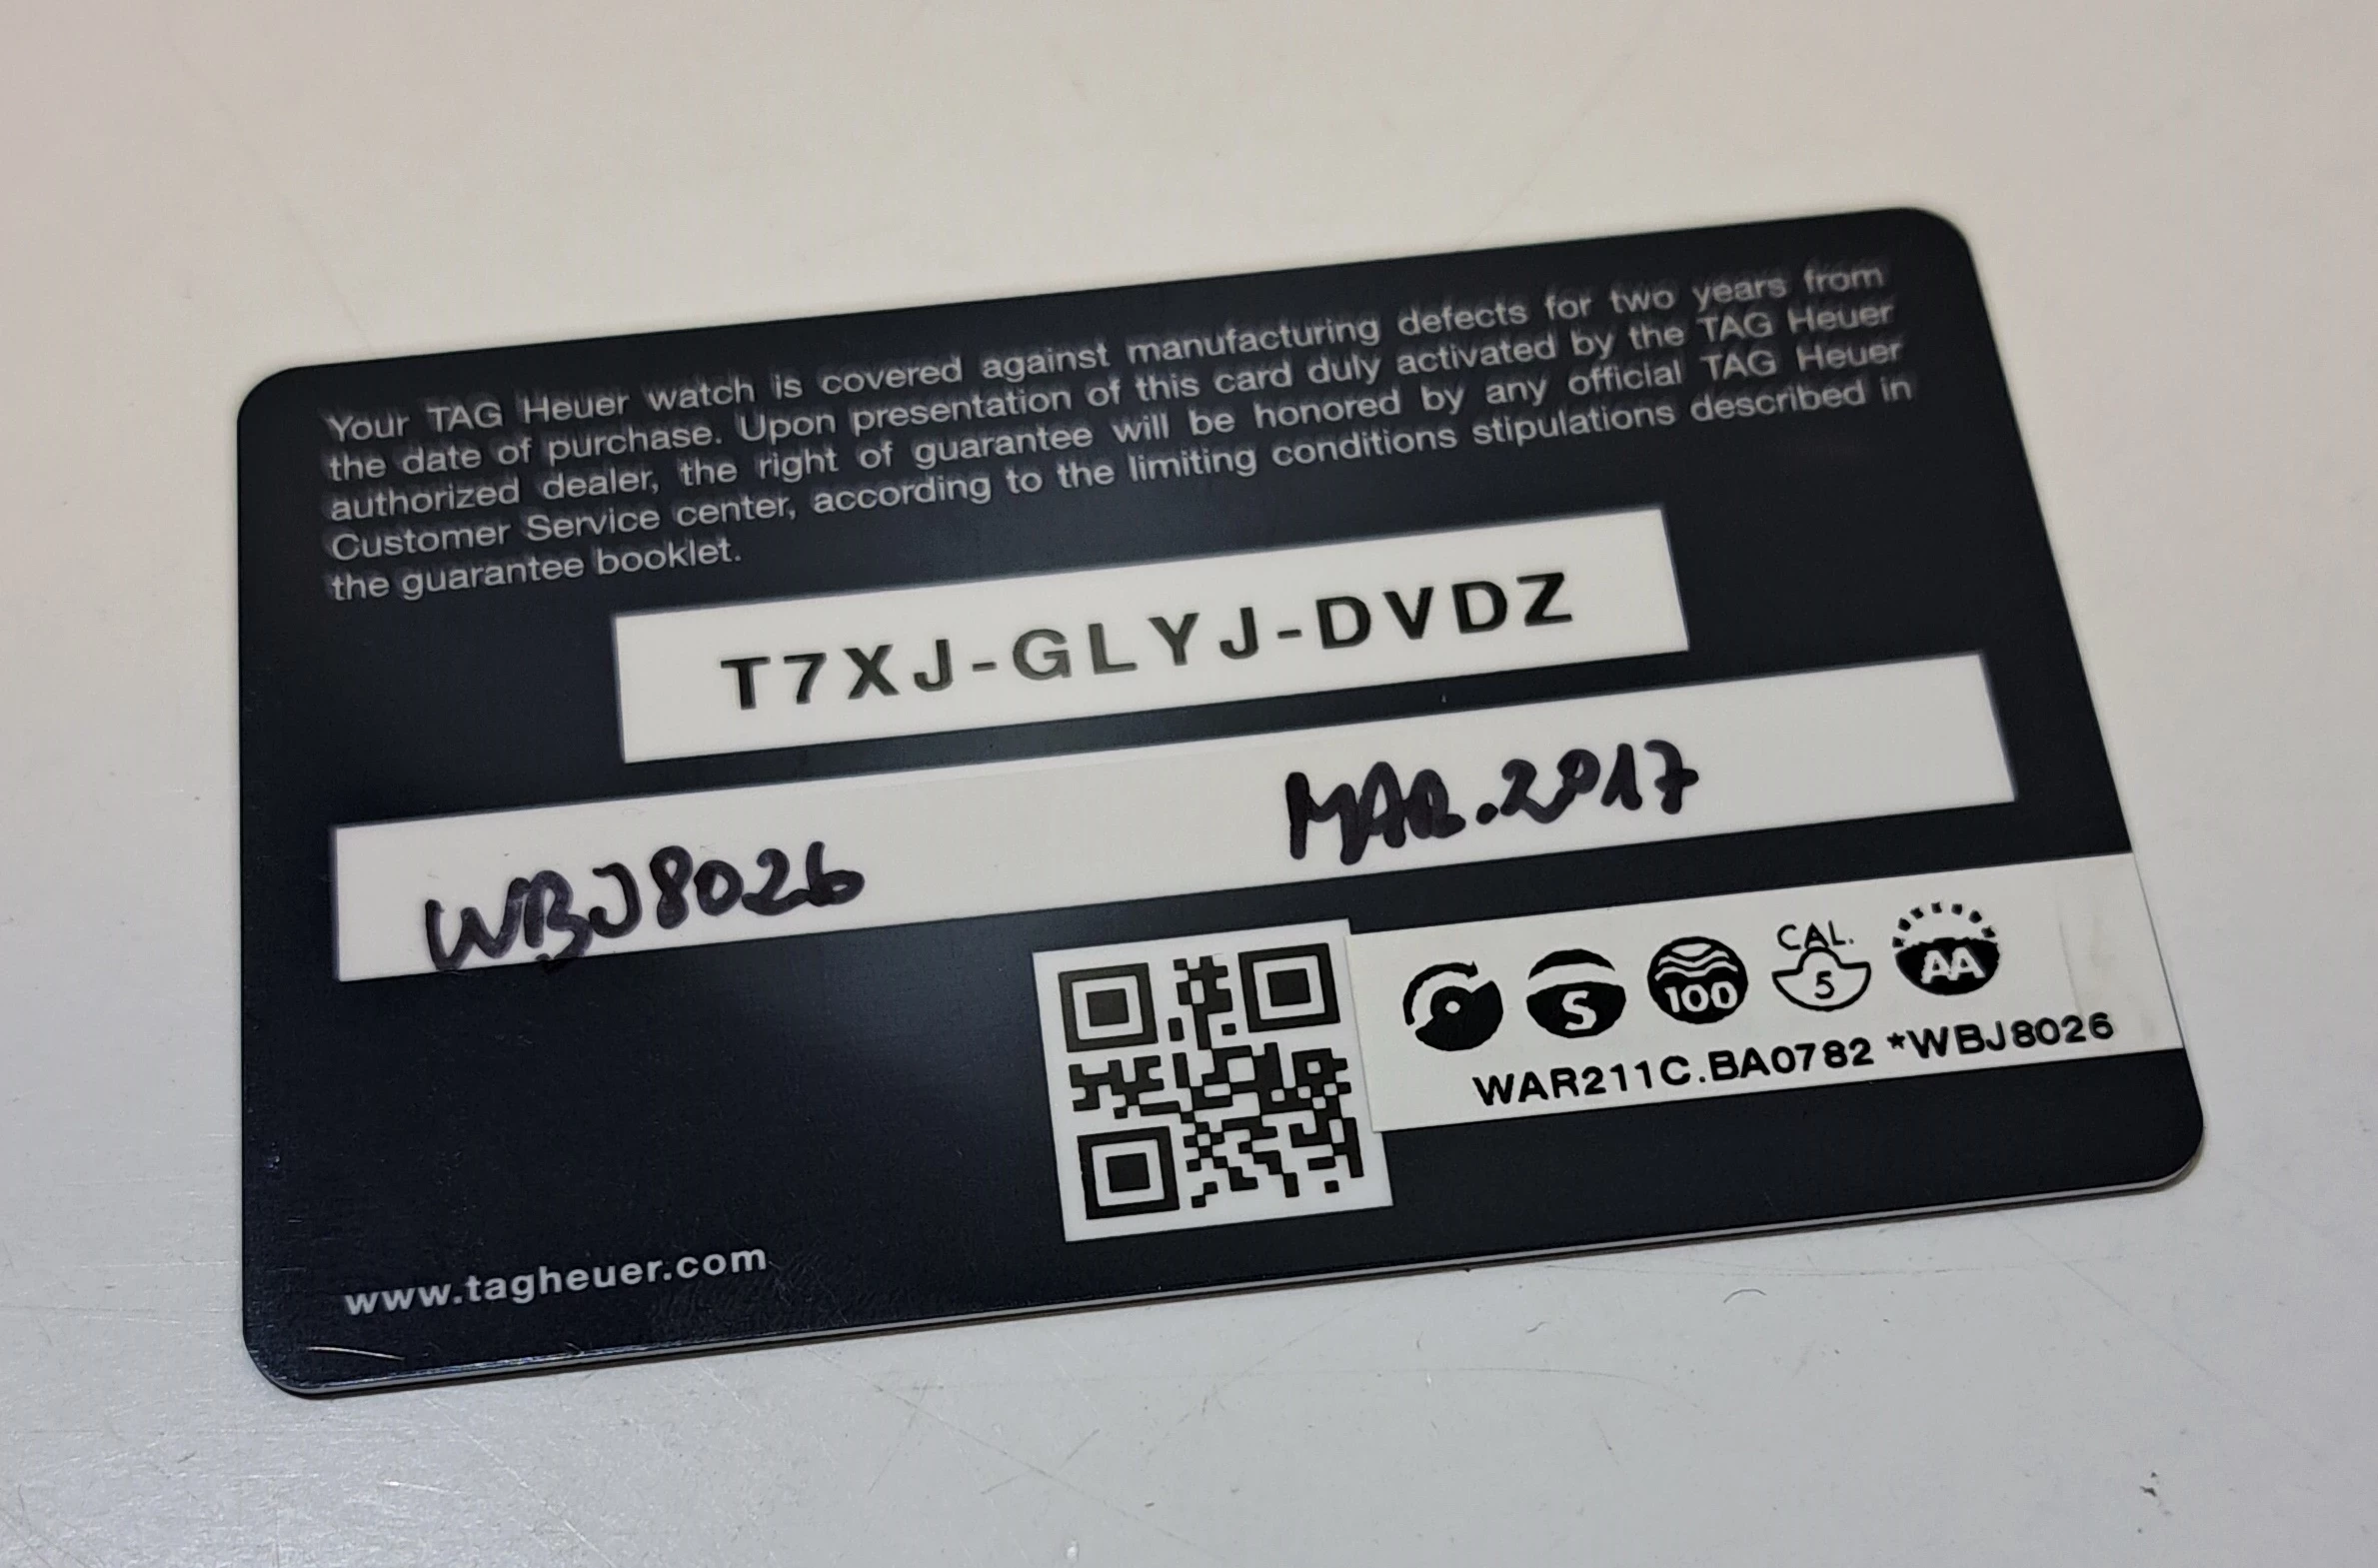 Your TAG Heuer watch is covered against manufacturing defects for two years from
the date of purchase. Upon presentation of this card duly activated by the TAG Heuer
authorized dealer, the right of guarantee will be honored by any official TAG Heuer
Customer Service center, according to the limiting conditions stipulations described in
the guarantee booklet.
T7XJ-GLYJ-DVDZ
WBJ8026 MAR.2017
S 100 CAL. 5 AA
WAR211C.BA0782 *WBJ8026
www.tagheuer.com